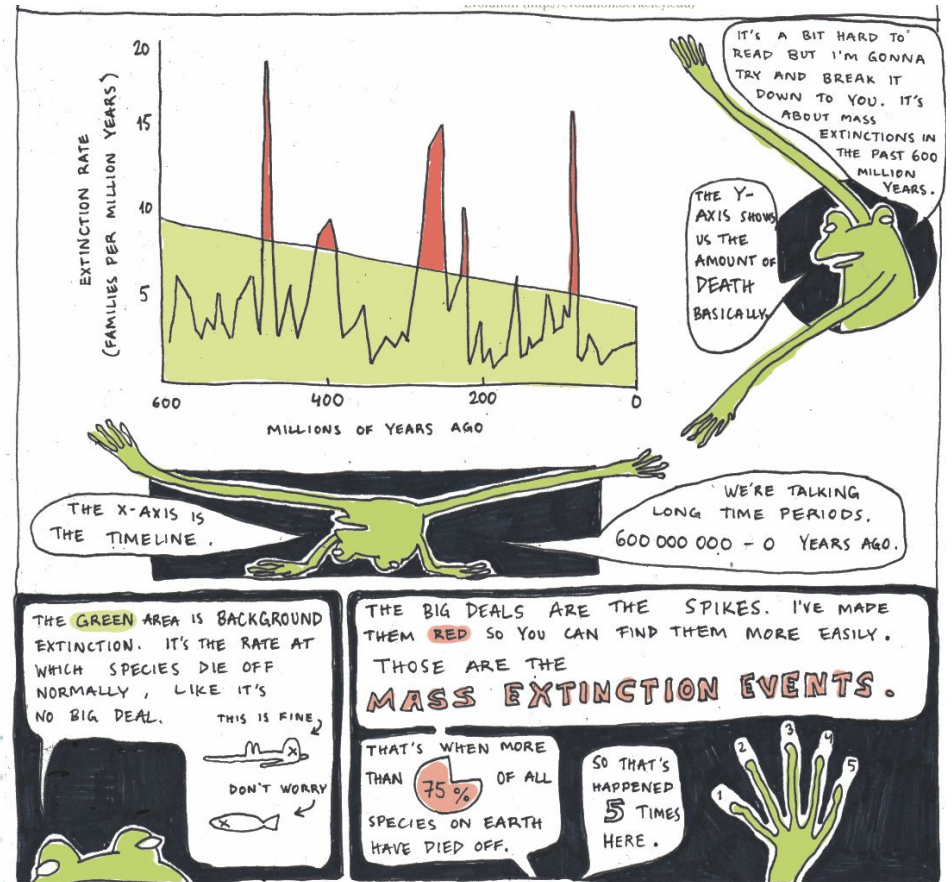 Evolution (http://evolution.berkeley.edu)
EXTINCTION RATE
(FAMILIES PER MILLION YEARS)
20
15
10
5
600
400
200
0
MILLIONS OF YEARS AGO
IT'S A BIT HARD TO
READ BUT I'M GONNA
TRY AND BREAK IT
DOWN TO YOU. IT'S
ABOUT MASS
EXTINCTIONS IN
THE PAST 600
MILLION
YEARS.
THE Y-
AXIS SHOWS
US THE
AMOUNT OF
DEATH
BASICALLY.
THE X-AXIS IS
THE TIMELINE.
WE'RE TALKING
LONG TIME PERIODS.
600 000 000 - 0 YEARS AGO.
THE GREEN AREA IS BACKGROUND
EXTINCTION. IT'S THE RATE AT
WHICH SPECIES DIE OFF
NORMALLY, LIKE IT'S
NO BIG DEAL.
THIS IS FINE
DON'T WORRY
THE BIG DEALS ARE THE SPIKES. I'VE MADE
THEM RED SO YOU CAN FIND THEM MORE EASILY.
THOSE ARE THE
MASS EXTINCTION EVENTS.
THAT'S WHEN MORE
THAN 75% OF ALL
SPECIES ON EARTH
HAVE DIED OFF.
SO THAT'S
HAPPENED
5 TIMES
HERE.
1
2
3
4
5